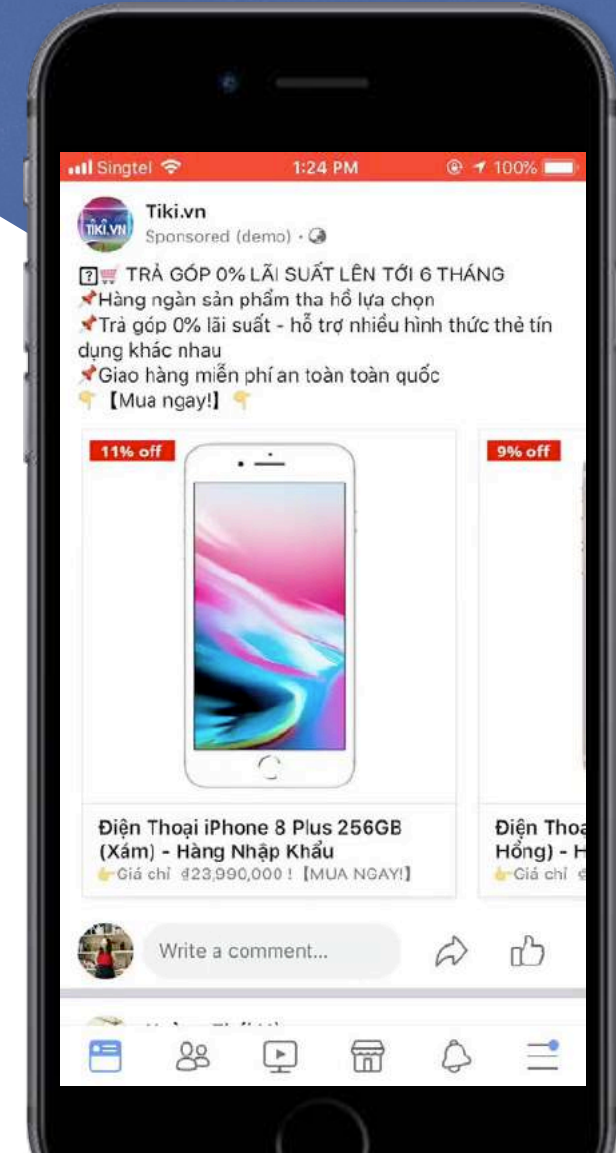 Singtel 1:24 PM 100%
TIKI.VN
Tiki.vn
Sponsored (demo) ·
TRẢ GÓP 0% LÃI SUẤT LÊN TỚI 6 THÁNG
📌Hàng ngàn sản phẩm tha hồ lựa chọn
📌Trả góp 0% lãi suất - hỗ trợ nhiều hình thức thẻ tín
dụng khác nhau
📌Giao hàng miễn phí an toàn toàn quốc
👇【Mua ngay!】👇
11% off
9% off
Điện Thoại iPhone 8 Plus 256GB
(Xám) - Hàng Nhập Khẩu
👉Giá chỉ ₫23,990,000 ! 【MUA NGAY!】
Điện Thoạ
Hồng) - H
👉Giá chỉ ₫
Write a comment...